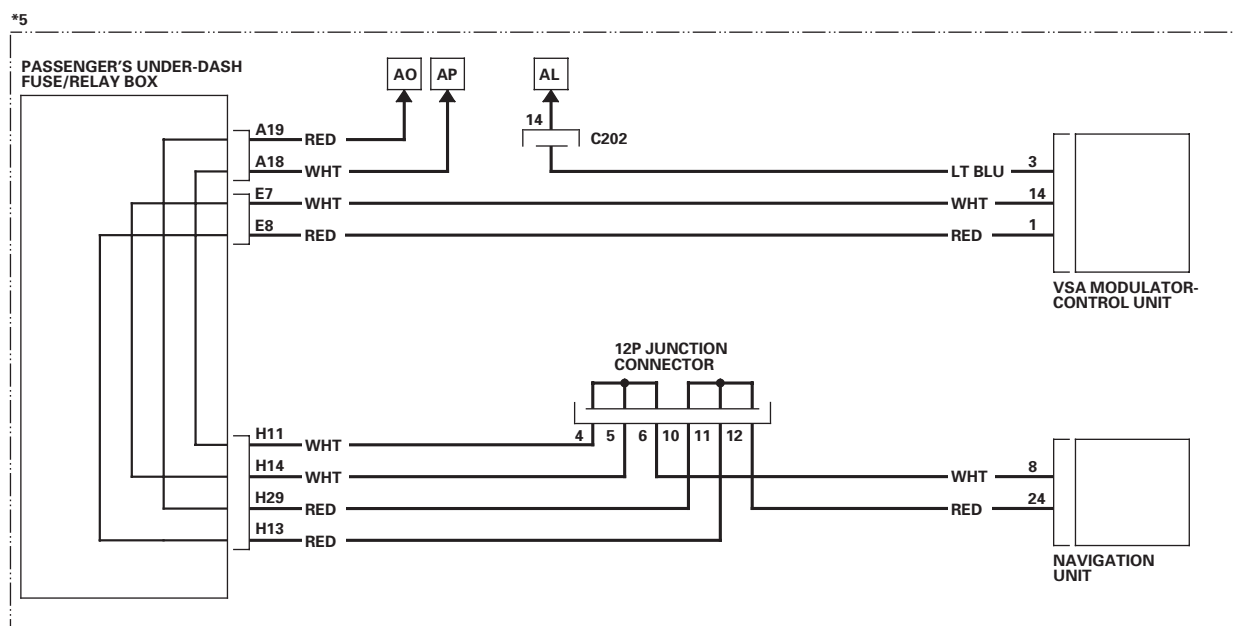 *5
PASSENGER'S UNDER-DASH
FUSE/RELAY BOX
AO
AP
AL
14
C202
A19
RED
A18
WHT
LT BLU
3
E7
WHT
WHT
14
E8
RED
RED
1
VSA MODULATOR-
CONTROL UNIT
12P JUNCTION
CONNECTOR
4
5
6
10
11
12
H11
WHT
H14
WHT
WHT
8
H29
RED
RED
24
H13
RED
NAVIGATION
UNIT